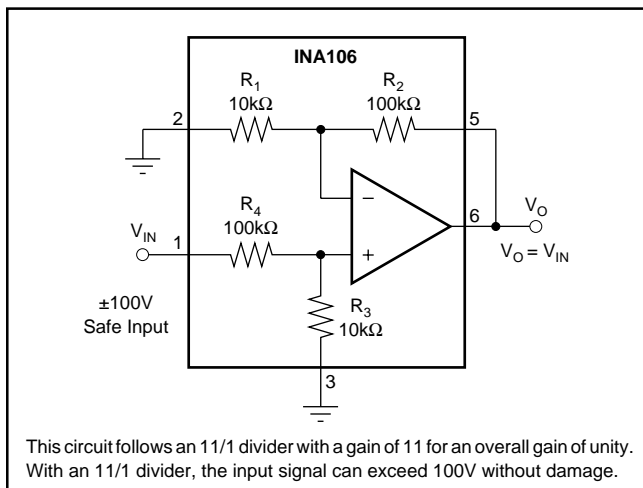 INA106
R1
10kΩ
R2
100kΩ
2
5
−
+
6
VO
VO = VIN
VIN
1
R4
100kΩ
±100V
Safe Input
R3
10kΩ
3
This circuit follows an 11/1 divider with a gain of 11 for an overall gain of unity.
With an 11/1 divider, the input signal can exceed 100V without damage.